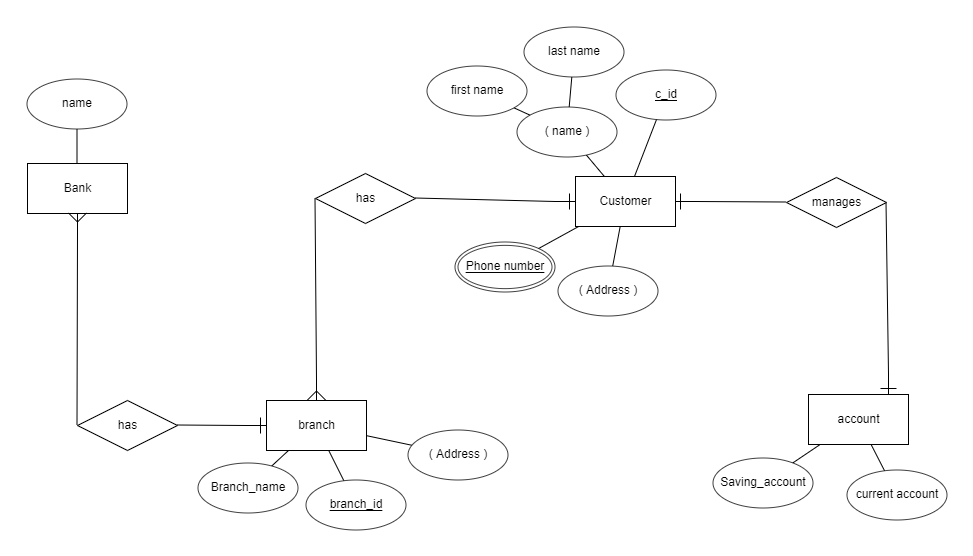 last name
first name
c_id
name
( name )
Bank
has
Customer
manages
Phone number
( Address )
has
branch
account
( Address )
Branch_name
branch_id
Saving_account
current account